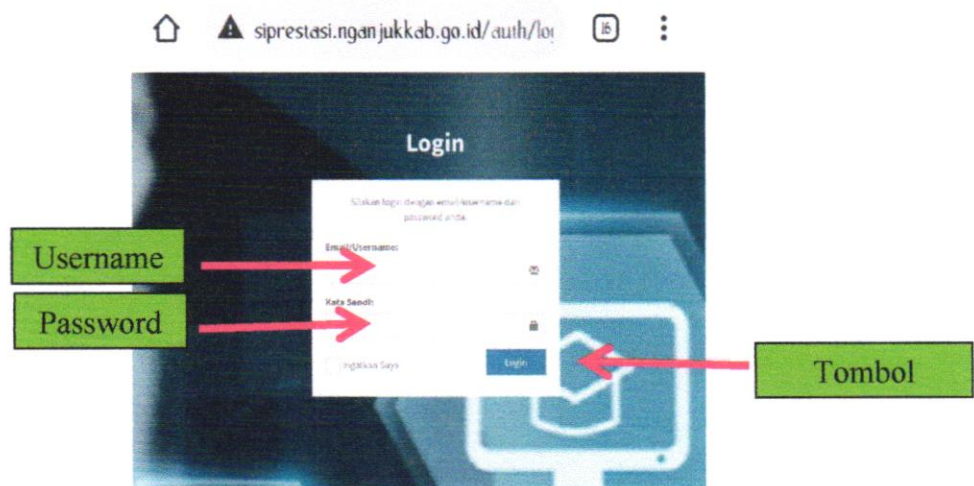 siprestasi.nganjukkab.go.id/auth/lo
16
Login
Silakan login dengan email/username dan
password anda.
Email/Username:
Username
Kata Sandi:
Password
Ingatkan Saya
Login
Tombol